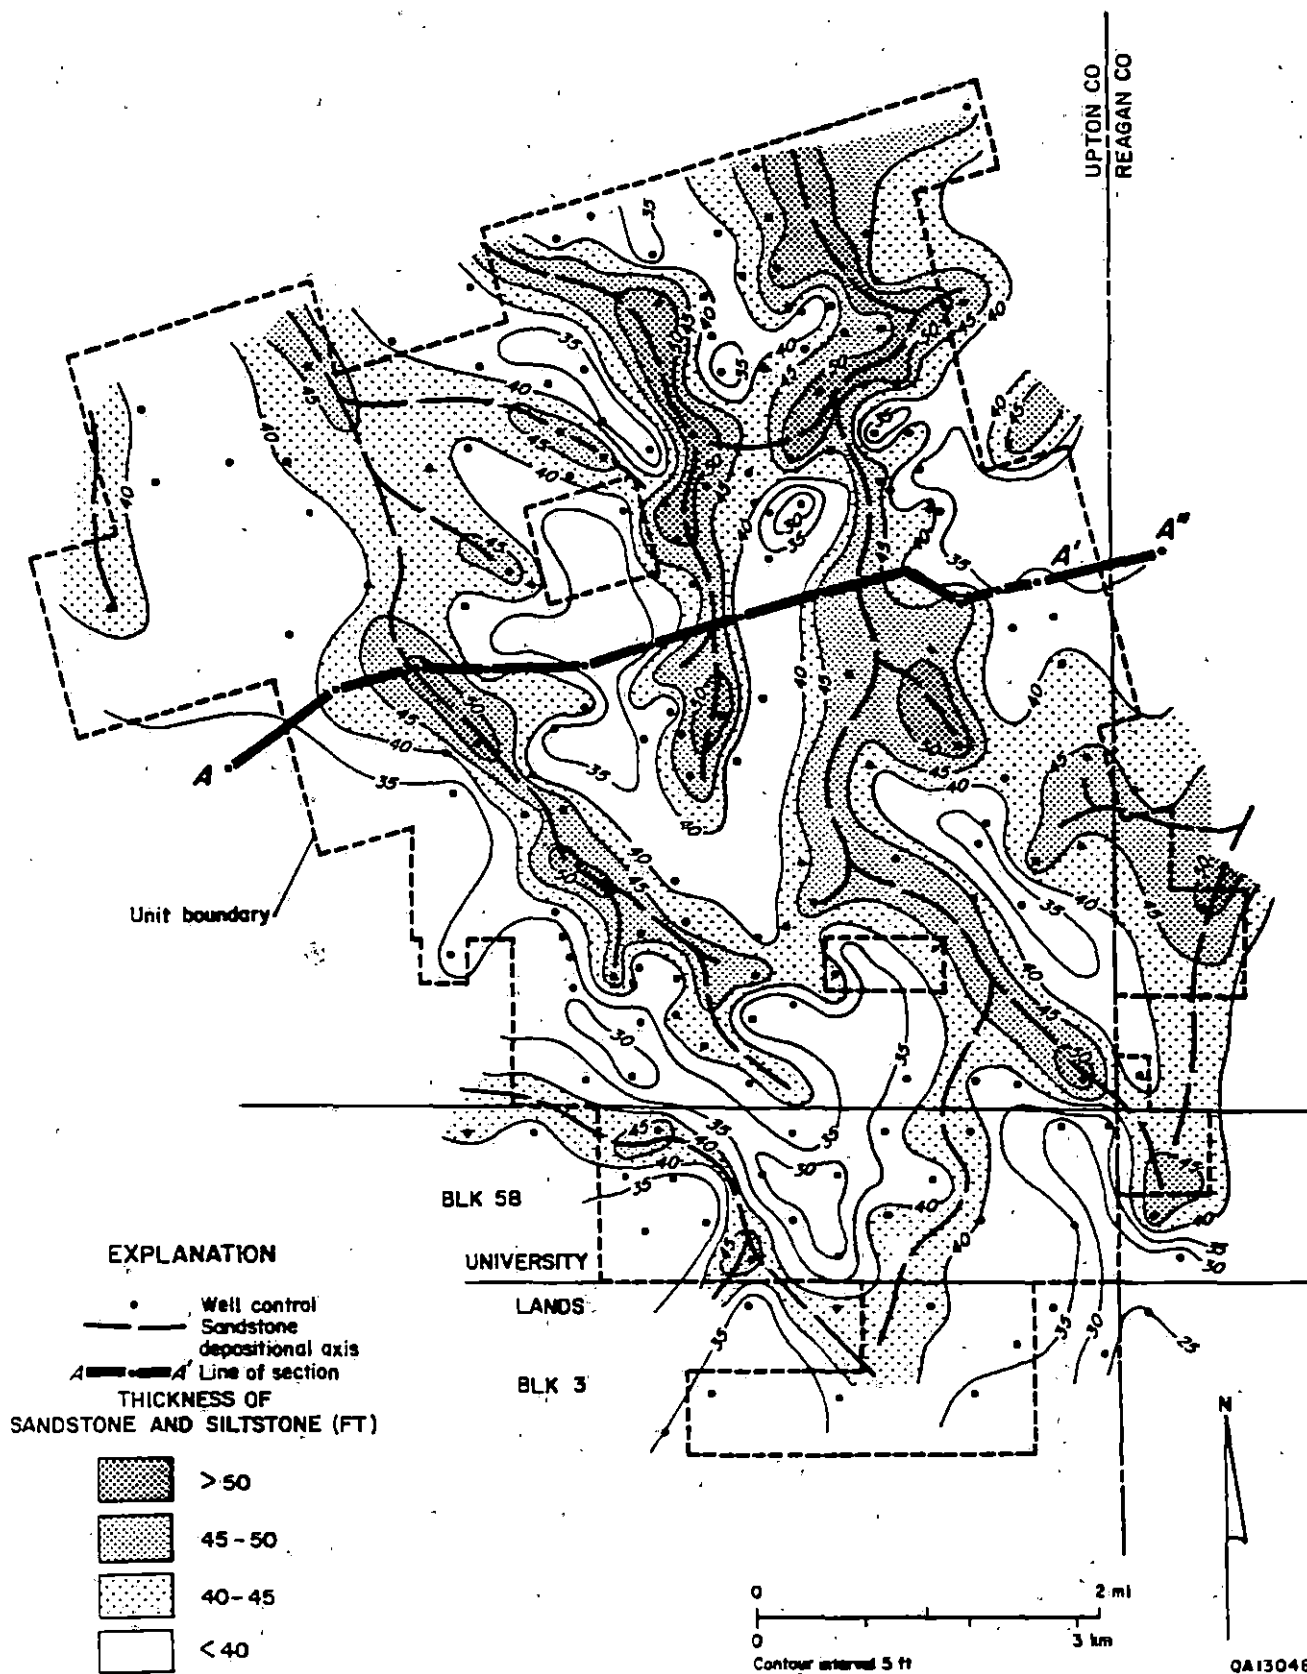 UPTON CO
REAGAN CO
35
40
45
50
30
25
A
A'
A"
Unit boundary
BLK 58
UNIVERSITY
LANDS
BLK 3
EXPLANATION
Well control
Sandstone
depositional axis
A A' Line of section
THICKNESS OF
SANDSTONE AND SILTSTONE (FT)
>50
45-50
40-45
<40
N
0 2 mi
0 3 km
Contour interval 5 ft
QA13048